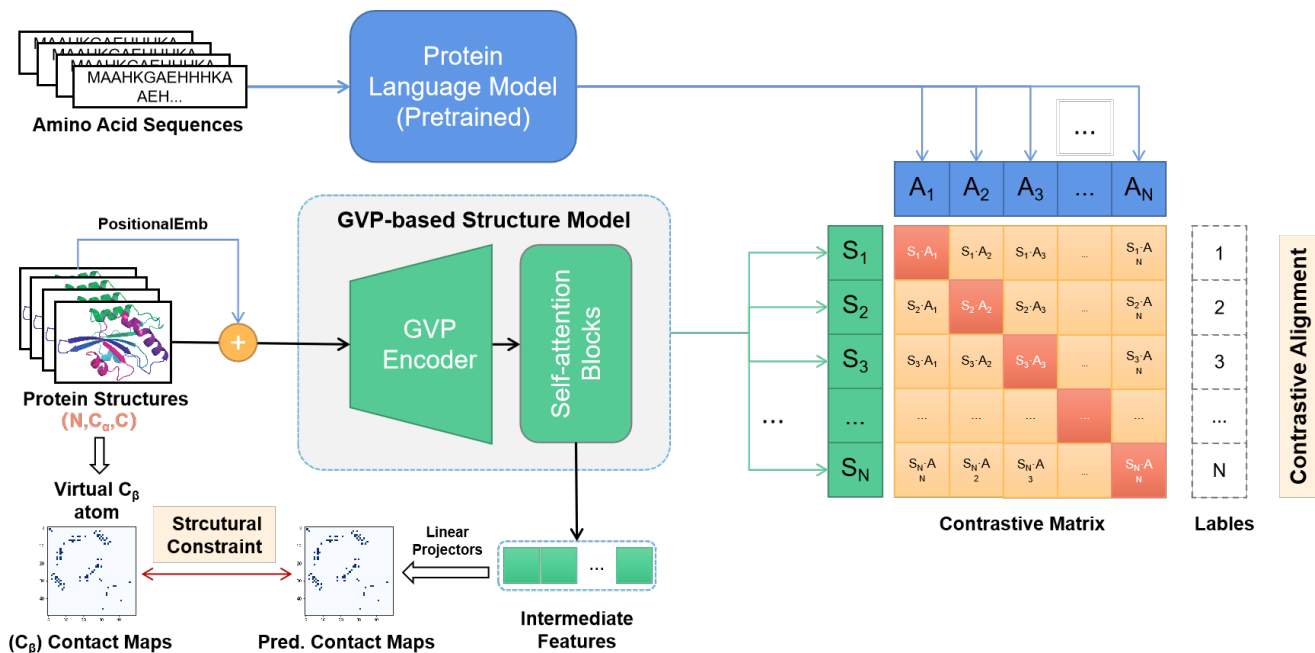 MAAHKGAEHHHKA
MAAHKGAEHHHKA
MAAHKGAEHHHKA
MAAHKGAEHHHKA
AEH...
Amino Acid Sequences
Protein
Language Model
(Pretrained)
...
A1 A2 A3 ... AN
PositionalEmb
GVP-based Structure Model
GVP
Encoder
Self-attention
Blocks
+
Protein Structures
(N,Cα,C)
Virtual Cβ
atom
Strcutural
Constraint
Linear
Projectors
...
Intermediate
Features
(Cβ) Contact Maps
Pred. Contact Maps
...
S1 S1·A1 S1·A2 S1·A3 ... S1·A
N
1
S2 S2·A1 S2·A2 S2·A3 ... S2·A
N
2
S3 S3·A1 S3·A2 S3·A3 ... S3·A
N
3
... ... ... ... ... ... ...
SN SN·A
N
SN·A
2
SN·A
3
... SN·A
N
N
Contrastive Matrix
Lables
Contrastive Alignment